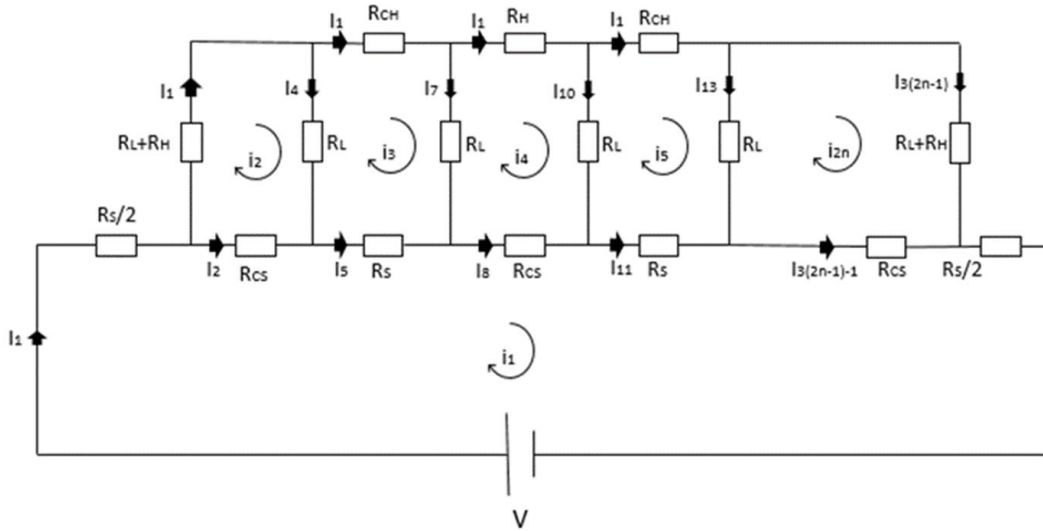 I1 RCH I1 RH I1 RCH
I1 I4 I7 I10 I13 I3(2n-1)
RL+RH i2 RL i3 RL i4 RL i5 RL i2n RL+RH
RS/2
I2 RCS I5 RS I8 RCS I11 RS I3(2n-1)-1 RCS RS/2
I1 i1
V